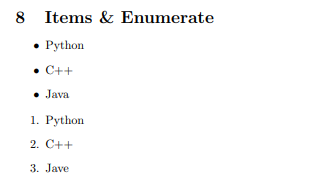 8 Items & Enumerate
• Python
• C++
• Java
1. Python
2. C++
3. Jave